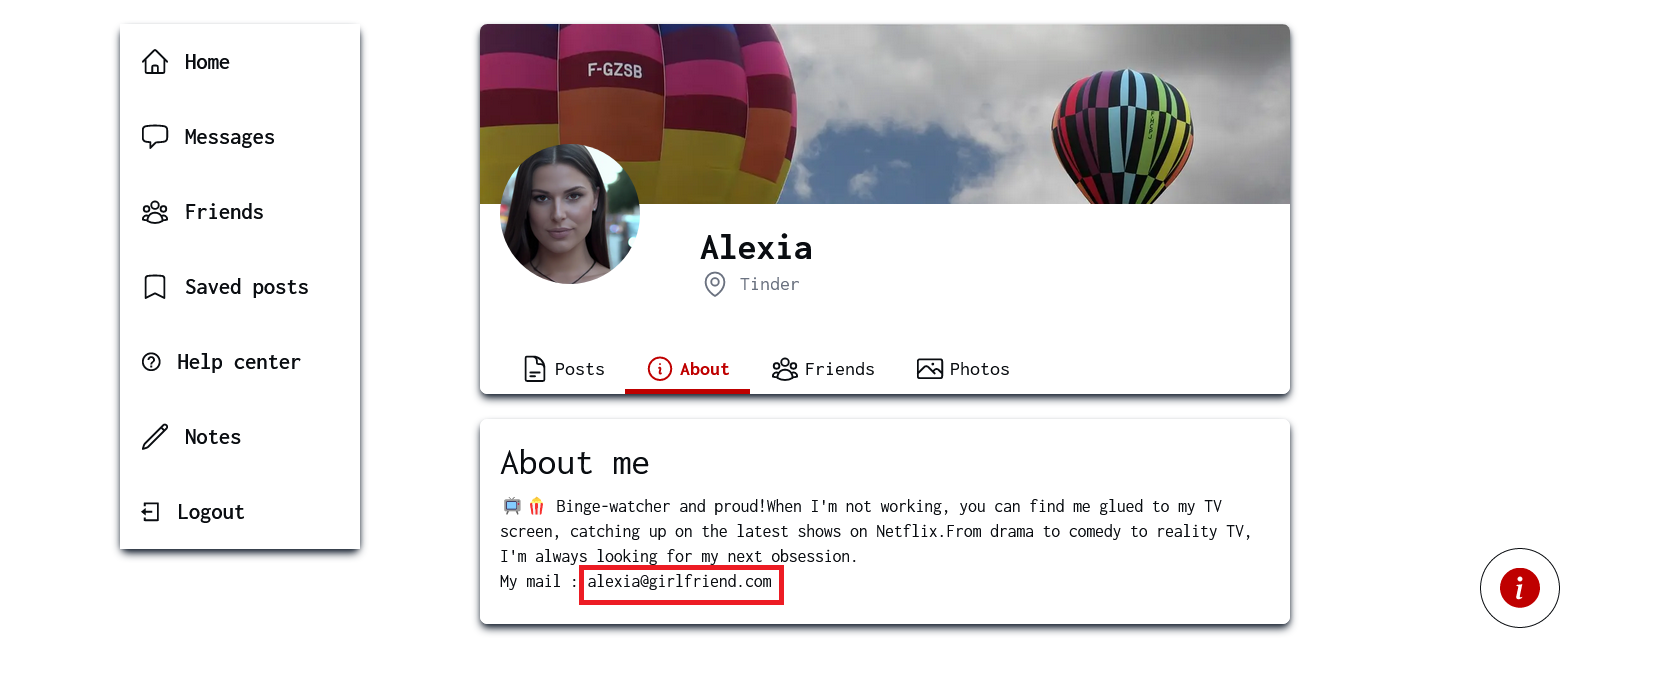 Home
Messages
Friends
Saved posts
Help center
Notes
Logout
F-GZSB
Alexia
Tinder
Posts
About
Friends
Photos
About me
📺🍿 Binge-watcher and proud!When I'm not working, you can find me glued to my TV
screen, catching up on the latest shows on Netflix.From drama to comedy to reality TV,
I'm always looking for my next obsession.
My mail : alexia@girlfriend.com